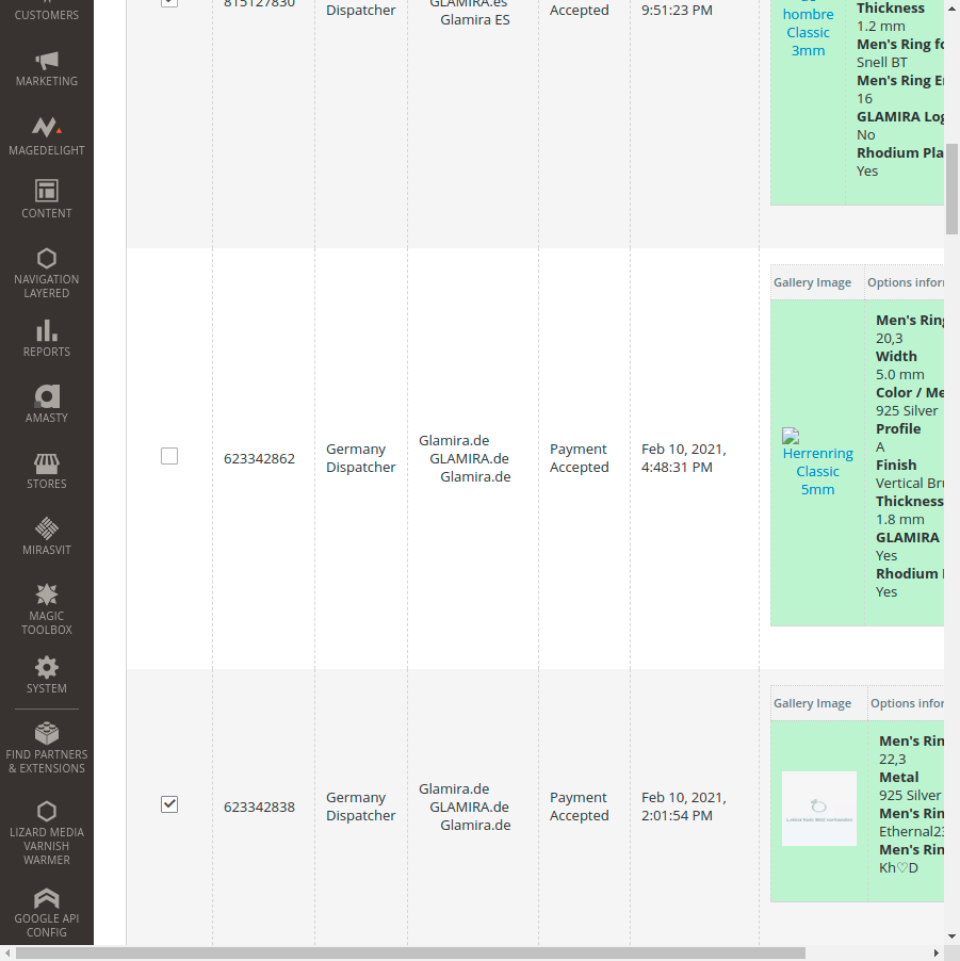 CUSTOMERS
MARKETING
MAGEDELIGHT
CONTENT
NAVIGATION
LAYERED
REPORTS
AMASTY
STORES
MIRASVIT
MAGIC
TOOLBOX
SYSTEM
FIND PARTNERS
& EXTENSIONS
LIZARD MEDIA
VARNISH
WARMER
GOOGLE API
CONFIG
815127830
Dispatcher
GLAMIRA.es
Glamira ES
Accepted
9:51:23 PM
hombre
Classic
3mm
Thickness
1.2 mm
Men's Ring fo
Snell BT
Men's Ring En
16
GLAMIRA Log
No
Rhodium Pla
Yes
623342862
Germany
Dispatcher
Glamira.de
GLAMIRA.de
Glamira.de
Payment
Accepted
Feb 10, 2021,
4:48:31 PM
Gallery Image
Options infor
Herrenring
Classic
5mm
Men's Ring
20,3
Width
5.0 mm
Color / Me
925 Silver
Profile
A
Finish
Vertical Bru
Thickness
1.8 mm
GLAMIRA
Yes
Rhodium
Yes
623342838
Germany
Dispatcher
Glamira.de
GLAMIRA.de
Glamira.de
Payment
Accepted
Feb 10, 2021,
2:01:54 PM
Gallery Image
Options infor
Men's Rin
22,3
Metal
925 Silver
Men's Rin
Ethernal23
Men's Rin
Kh♡D